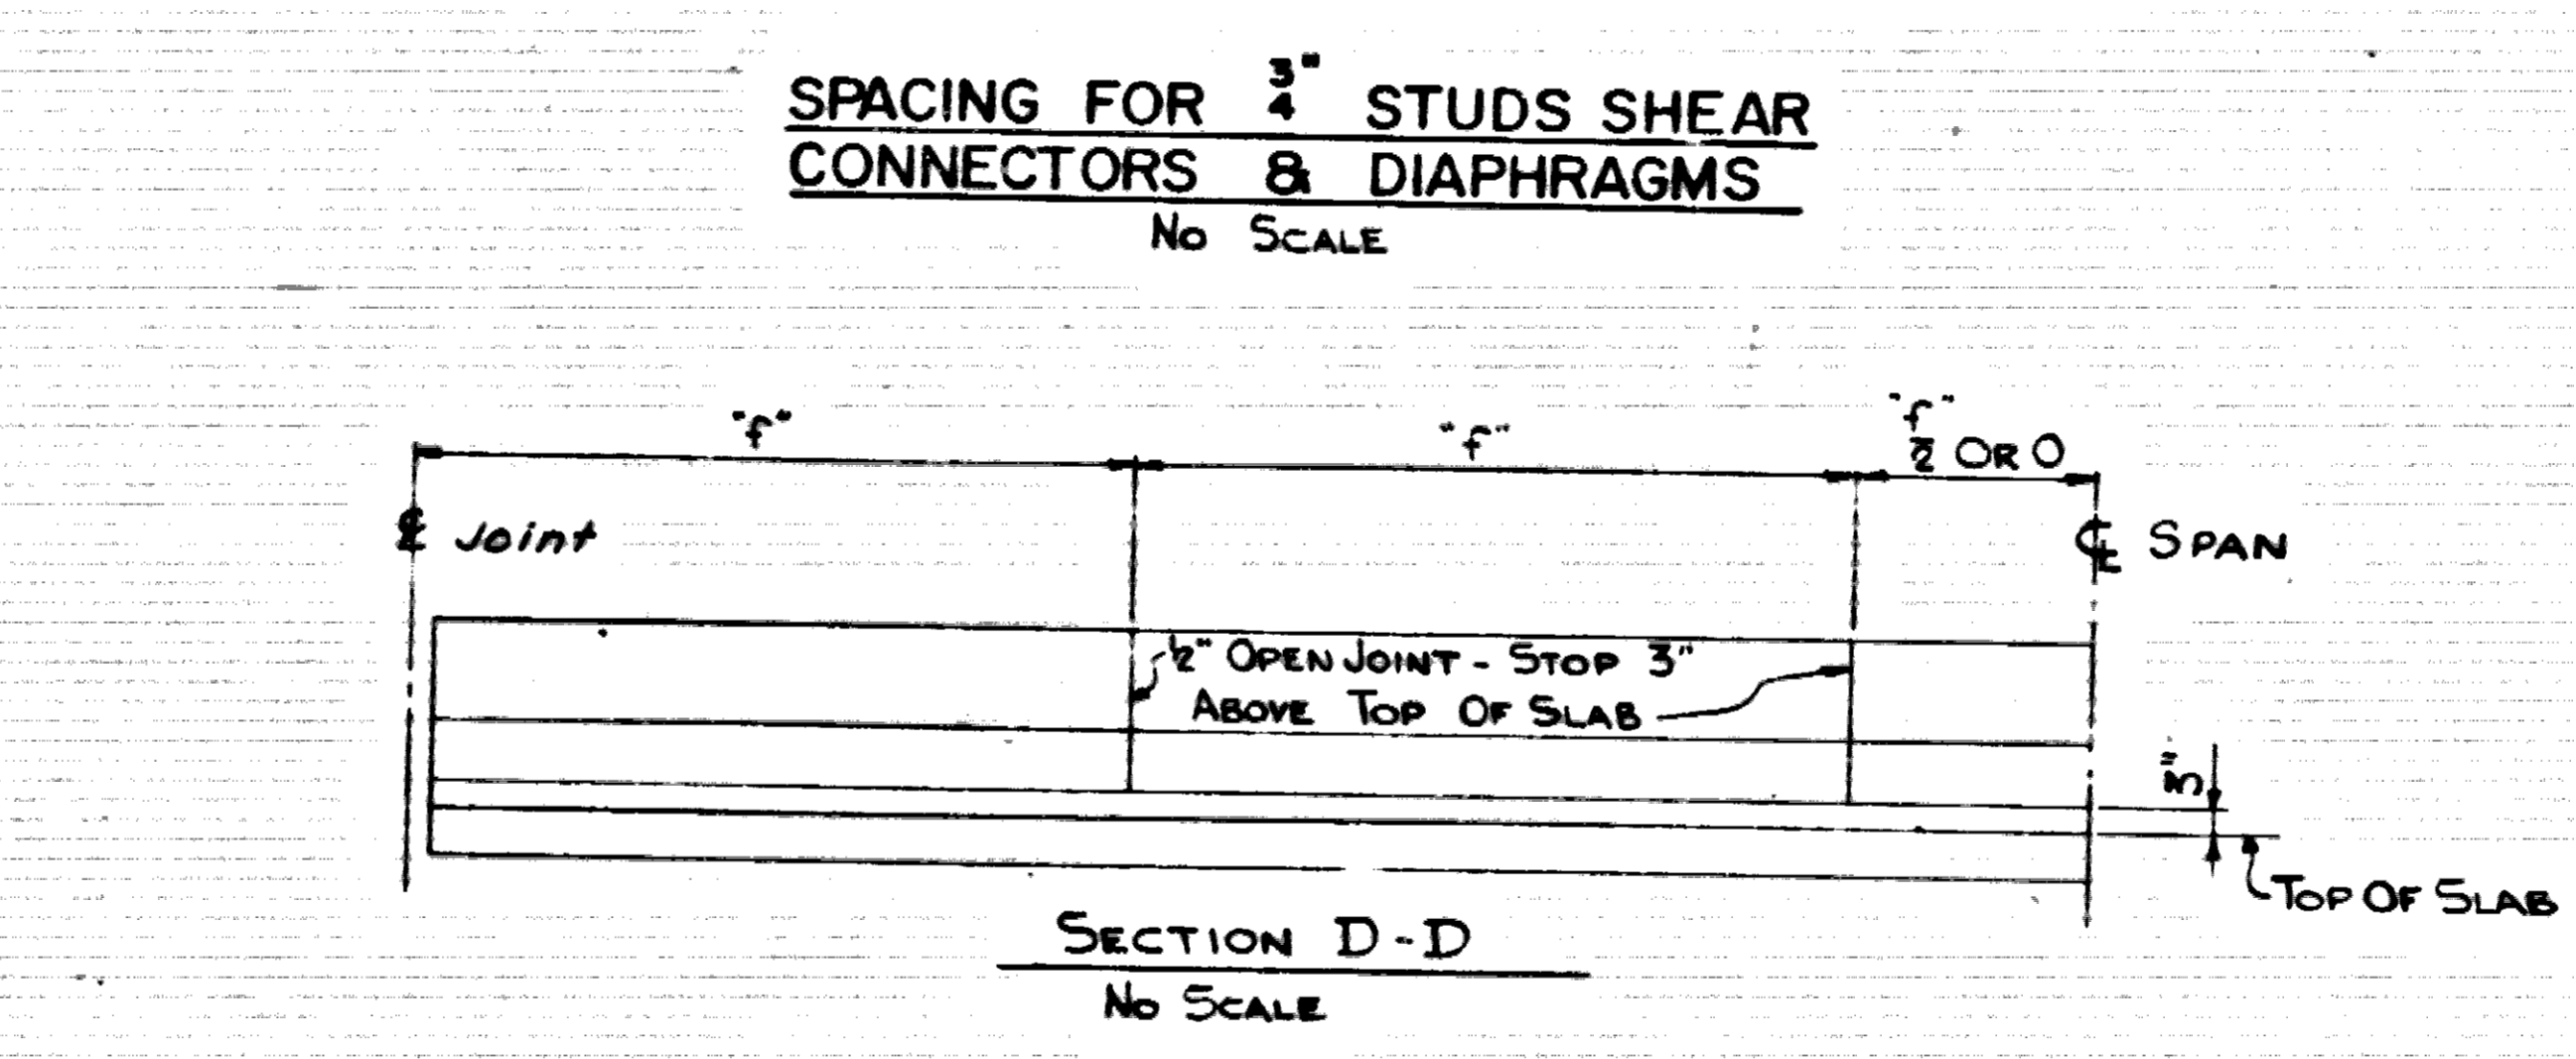 SPACING FOR 3/4" STUDS SHEAR
CONNECTORS & DIAPHRAGMS
NO SCALE
"f"
"f"
"f"/2 OR 0
℄ Joint
℄ SPAN
1/2" OPEN JOINT - STOP 3"
ABOVE TOP OF SLAB
3"
TOP OF SLAB
SECTION D-D
NO SCALE